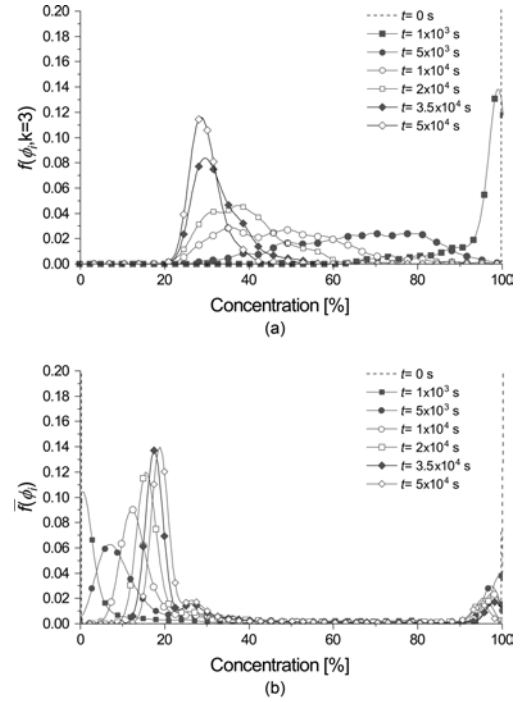 0.20
0.18
0.16
0.14
0.12
0.10
0.08
0.06
0.04
0.02
0.00
f(ϕᵢ,k=3)
t= 0 s
t= 1x10³ s
t= 5x10³ s
t= 1x10⁴ s
t= 2x10⁴ s
t= 3.5x10⁴ s
t= 5x10⁴ s
0 20 40 60 80 100
Concentration [%]
(a)
0.20
0.18
0.16
0.14
0.12
0.10
0.08
0.06
0.04
0.02
0.00
f̅(ϕᵢ)
t= 0 s
t= 1x10³ s
t= 5x10³ s
t= 1x10⁴ s
t= 2x10⁴ s
t= 3.5x10⁴ s
t= 5x10⁴ s
0 20 40 60 80 100
Concentration [%]
(b)